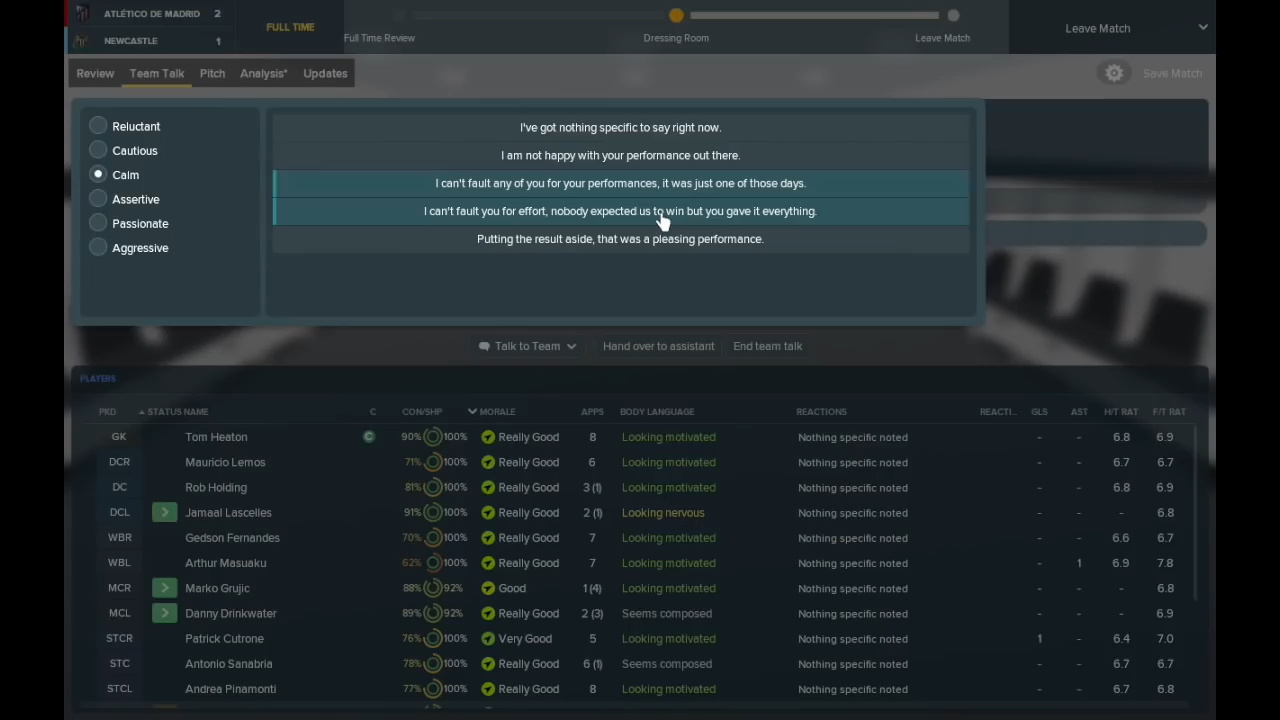 ATLÉTICO DE MADRID 2
NEWCASTLE 1
FULL TIME
Full Time Review
Dressing Room
Leave Match
Leave Match
Review Team Talk Pitch Analysis* Updates
Save Match
Reluctant
Cautious
Calm
Assertive
Passionate
Aggressive
I've got nothing specific to say right now.
I am not happy with your performance out there.
I can't fault any of you for your performances, it was just one of those days.
I can't fault you for effort, nobody expected us to win but you gave it everything.
Putting the result aside, that was a pleasing performance.
Talk to Team Hand over to assistant End team talk
PLAYERS
PKD STATUS NAME C CON/SHP MORALE APPS BODY LANGUAGE REACTIONS REACTI... GLS AST H/T RAT F/T RAT
GK Tom Heaton C 90% 100% Really Good 8 Looking motivated Nothing specific noted - - 6.8 6.9
DCR Mauricio Lemos 71% 100% Really Good 6 Looking motivated Nothing specific noted - - 6.7 6.7
DC Rob Holding 81% 100% Really Good 3 (1) Looking motivated Nothing specific noted - - 6.8 6.9
DCL Jamaal Lascelles 91% 100% Really Good 2 (1) Looking nervous Nothing specific noted - - - 6.8
WBR Gedson Fernandes 70% 100% Really Good 7 Looking motivated Nothing specific noted - - 6.6 6.7
WBL Arthur Masuaku 62% 100% Really Good 7 Looking motivated Nothing specific noted - 1 6.9 7.8
MCR Marko Grujic 88% 92% Good 1 (4) Looking motivated Nothing specific noted - - - 6.8
MCL Danny Drinkwater 89% 92% Really Good 2 (3) Seems composed Nothing specific noted - - - 6.9
STCR Patrick Cutrone 76% 100% Very Good 5 Looking motivated Nothing specific noted 1 - 6.4 7.0
STC Antonio Sanabria 78% 100% Really Good 6 (1) Seems composed Nothing specific noted - - 6.7 6.7
STCL Andrea Pinamonti 77% 100% Really Good 8 Looking motivated Nothing specific noted - - 6.7 6.8